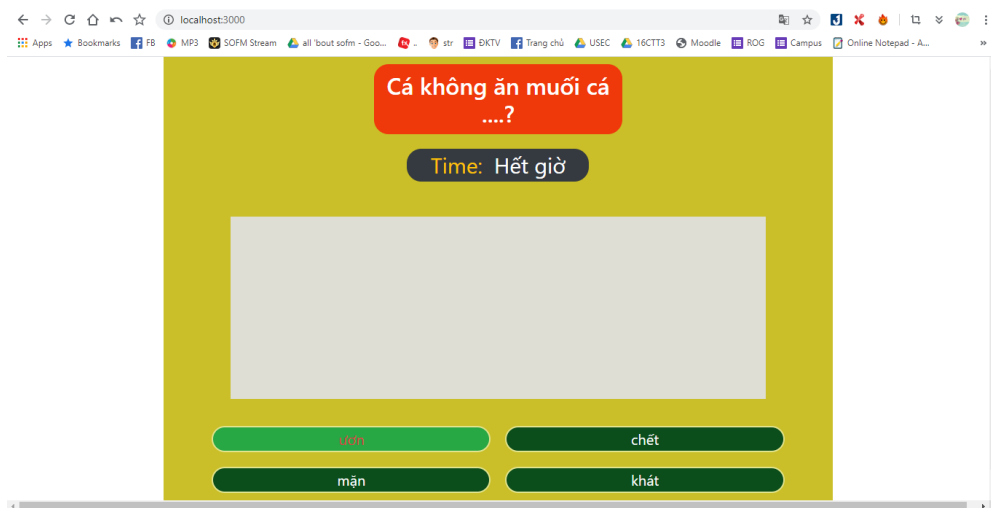 localhost:3000
Apps Bookmarks FB MP3 SOFM Stream all 'bout sofm - Goo... .. str ĐKTV Trang chủ USEC 16CTT3 Moodle ROG Campus Online Notepad - A... »
Cá không ăn muối cá
....?
Time: Hết giờ
ươn chết
mặn khát